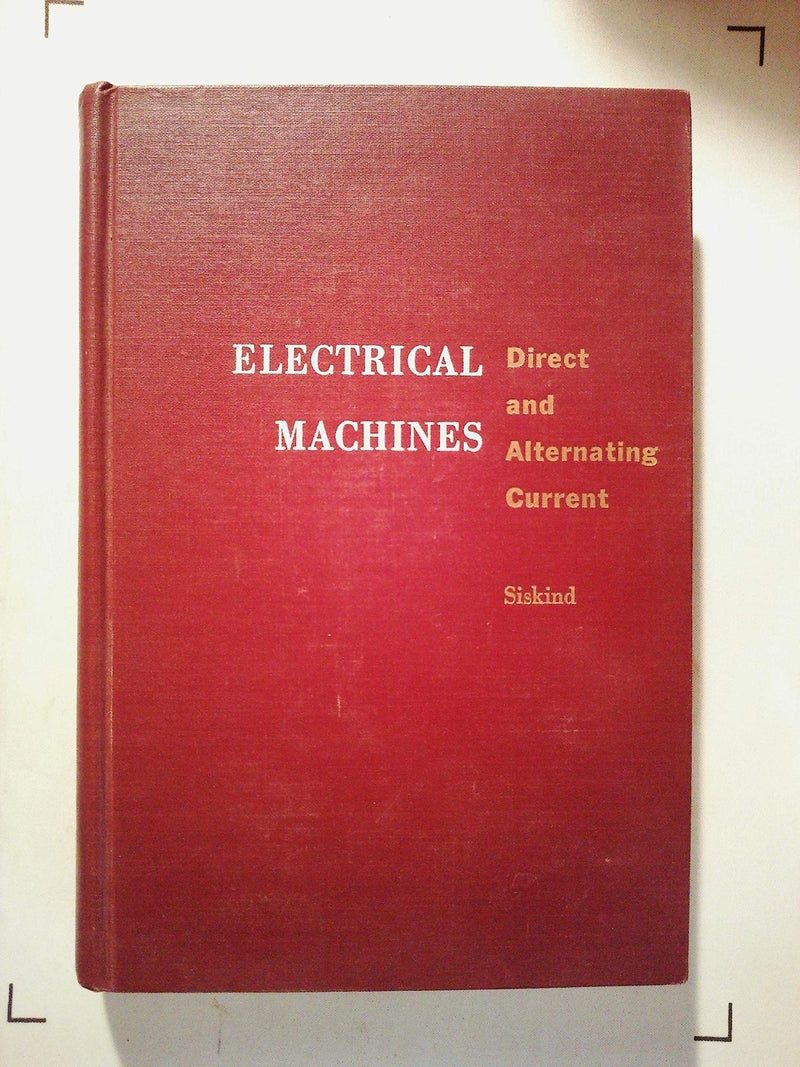 ELECTRICAL
MACHINES
Direct
and
Alternating
Current
Siskind